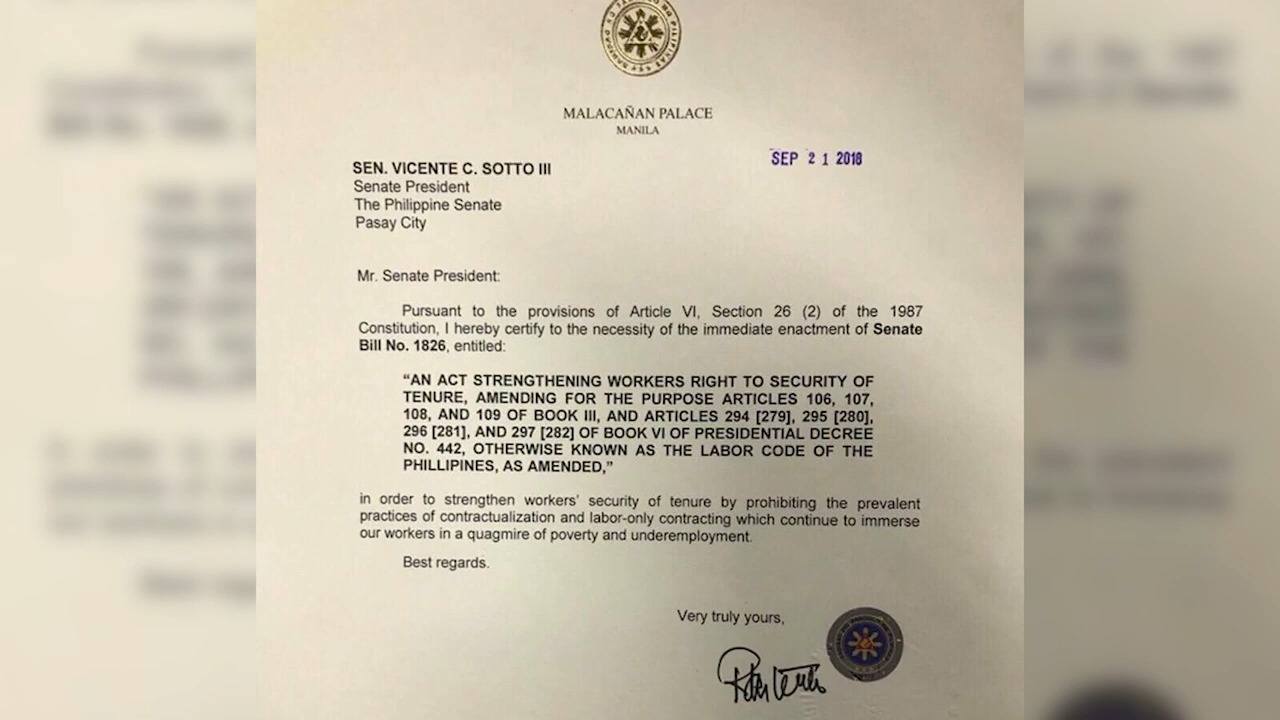 MALACAÑAN PALACE
MANILA
SEP 21 2018
SEN. VICENTE C. SOTTO III
Senate President
The Philippine Senate
Pasay City
Mr. Senate President:
Pursuant to the provisions of Article VI, Section 26 (2) of the 1987
Constitution, I hereby certify to the necessity of the immediate enactment of Senate
Bill No. 1826, entitled:
“AN ACT STRENGTHENING WORKERS RIGHT TO SECURITY OF
TENURE, AMENDING FOR THE PURPOSE ARTICLES 106, 107,
108, AND 109 OF BOOK III, AND ARTICLES 294 [279], 295 [280],
296 [281], AND 297 [282] OF BOOK VI OF PRESIDENTIAL DECREE
NO. 442, OTHERWISE KNOWN AS THE LABOR CODE OF THE
PHILLIPINES, AS AMENDED,”
in order to strengthen workers’ security of tenure by prohibiting the prevalent
practices of contractualization and labor-only contracting which continue to immerse
our workers in a quagmire of poverty and underemployment.
Best regards.
Very truly yours,